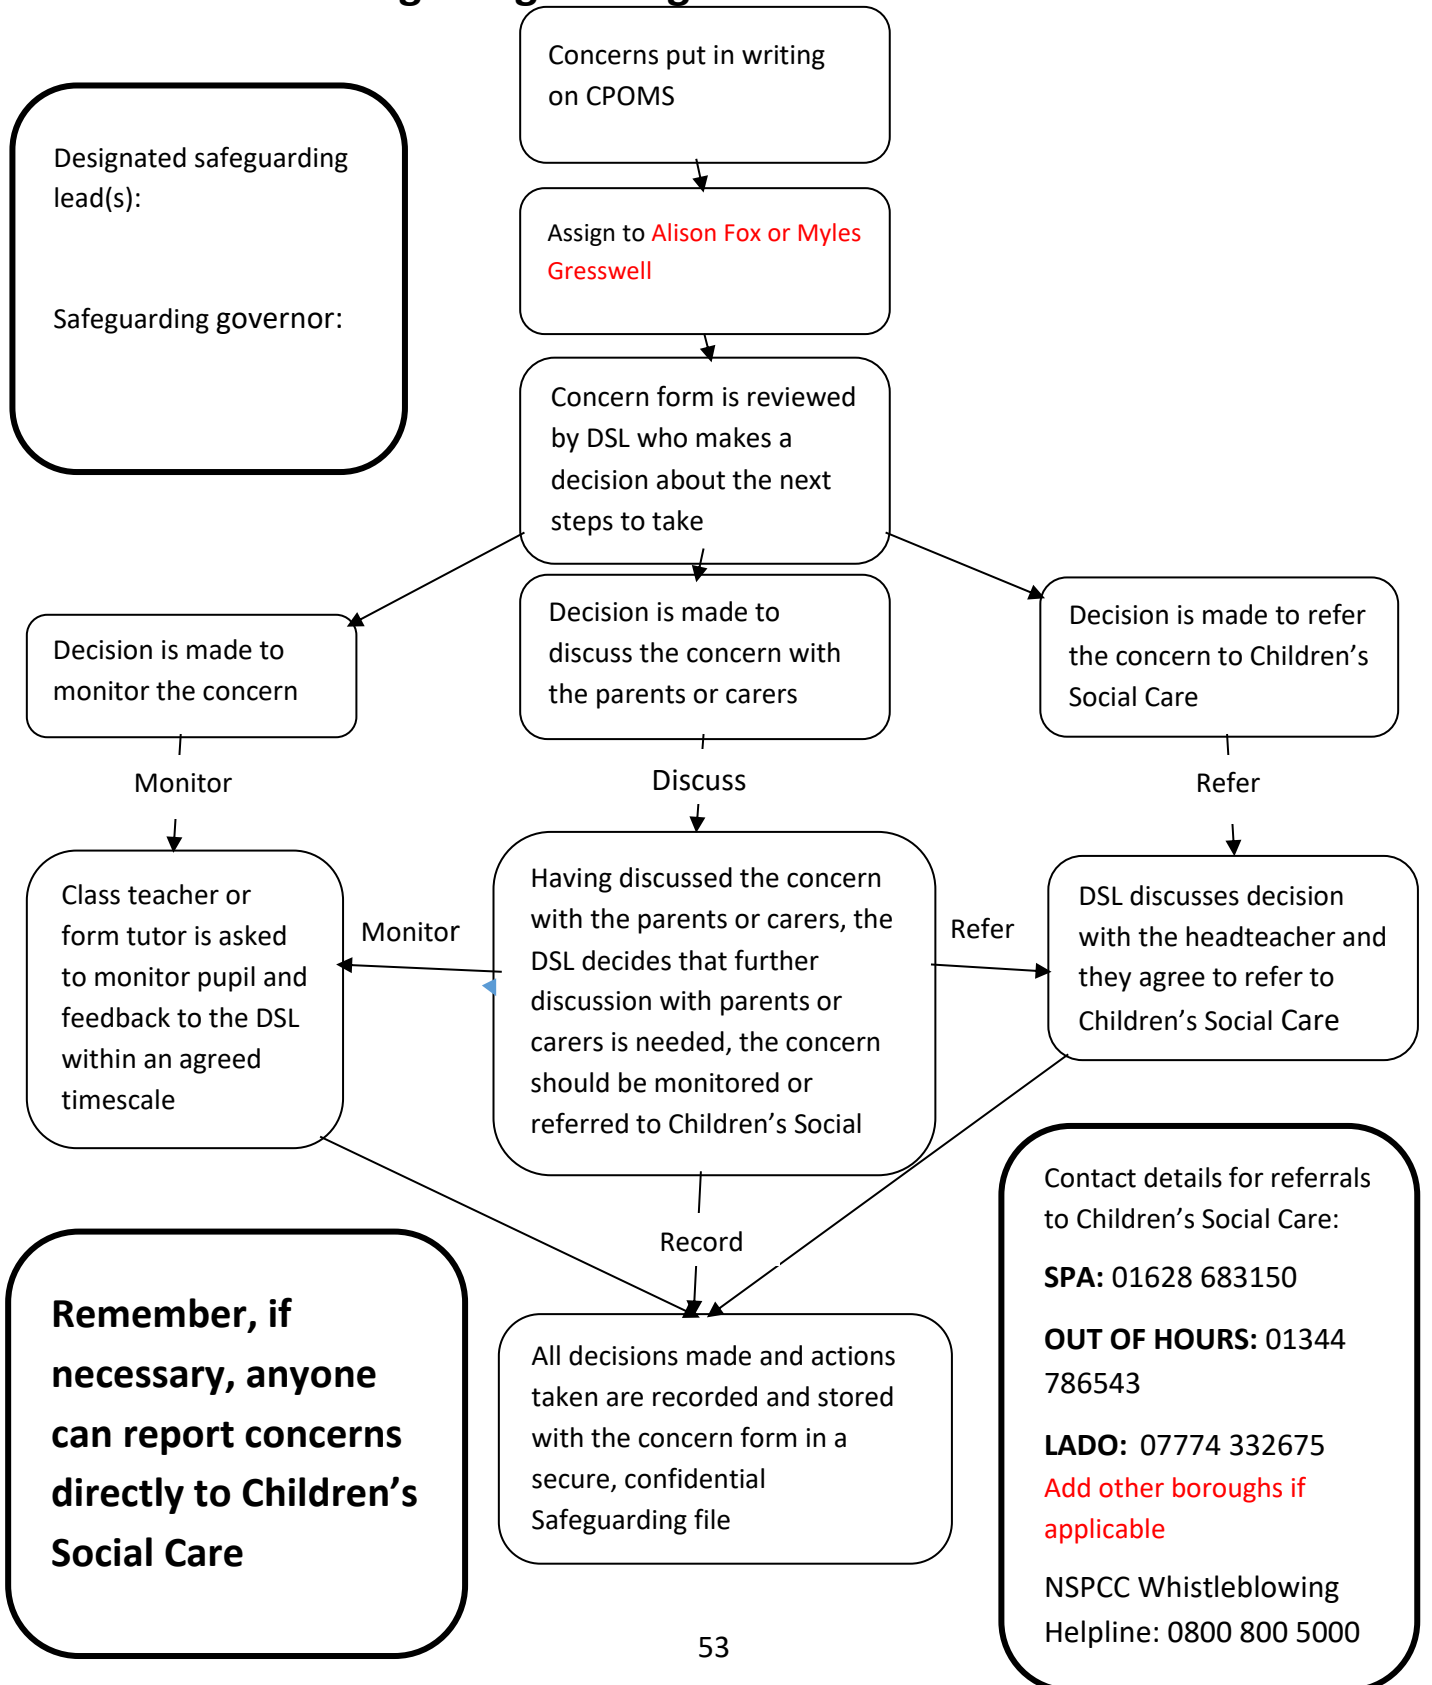 Concerns put in writing
on CPOMS
Designated safeguarding
lead(s):
Safeguarding governor:
Assign to Alison Fox or Myles
Gresswell
Concern form is reviewed
by DSL who makes a
decision about the next
steps to take
Decision is made to
monitor the concern
Decision is made to
discuss the concern with
the parents or carers
Decision is made to refer
the concern to Children’s
Social Care
Monitor
Discuss
Refer
Class teacher or
form tutor is asked
to monitor pupil and
feedback to the DSL
within an agreed
timescale
Monitor
Having discussed the concern
with the parents or carers, the
DSL decides that further
discussion with parents or
carers is needed, the concern
should be monitored or
referred to Children’s Social
Refer
DSL discusses decision
with the headteacher and
they agree to refer to
Children’s Social Care
Record
Remember, if
necessary, anyone
can report concerns
directly to Children’s
Social Care
All decisions made and actions
taken are recorded and stored
with the concern form in a
secure, confidential
Safeguarding file
Contact details for referrals
to Children’s Social Care:
SPA: 01628 683150
OUT OF HOURS: 01344
786543
LADO: 07774 332675
Add other boroughs if
applicable
NSPCC Whistleblowing
Helpline: 0800 800 5000
53